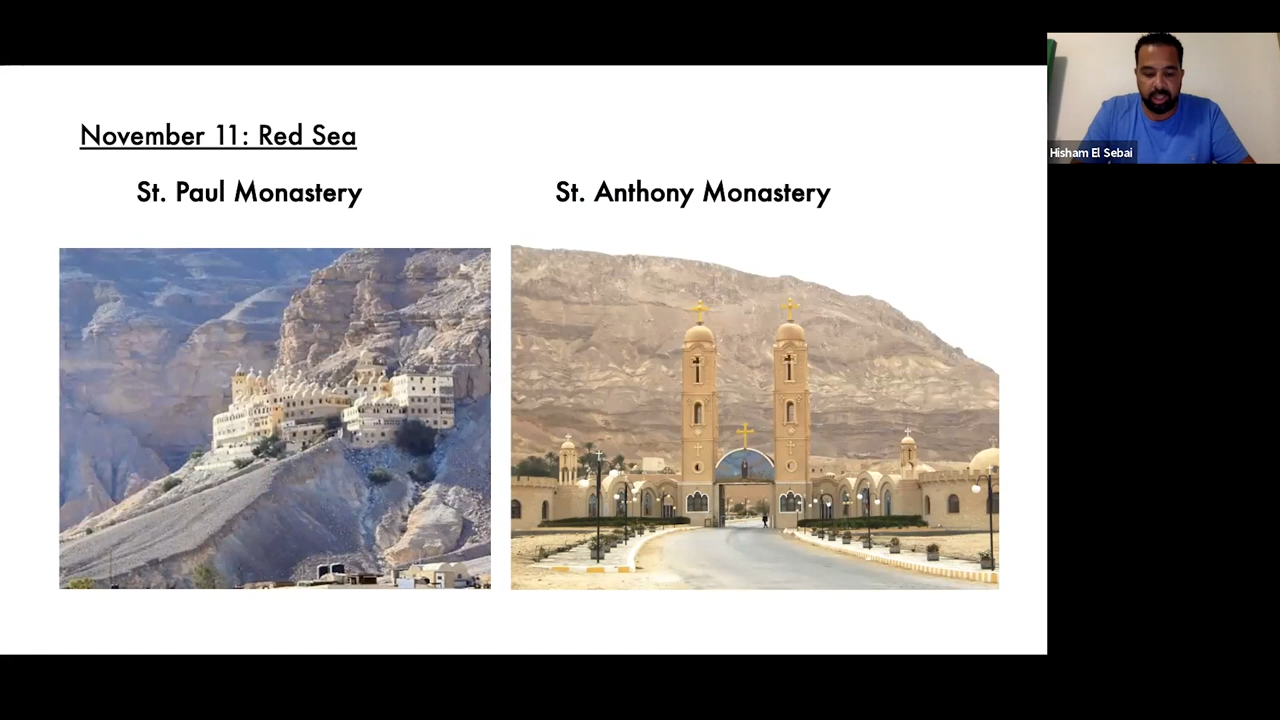 November 11: Red Sea
St. Paul Monastery
St. Anthony Monastery
Hisham El Sebai